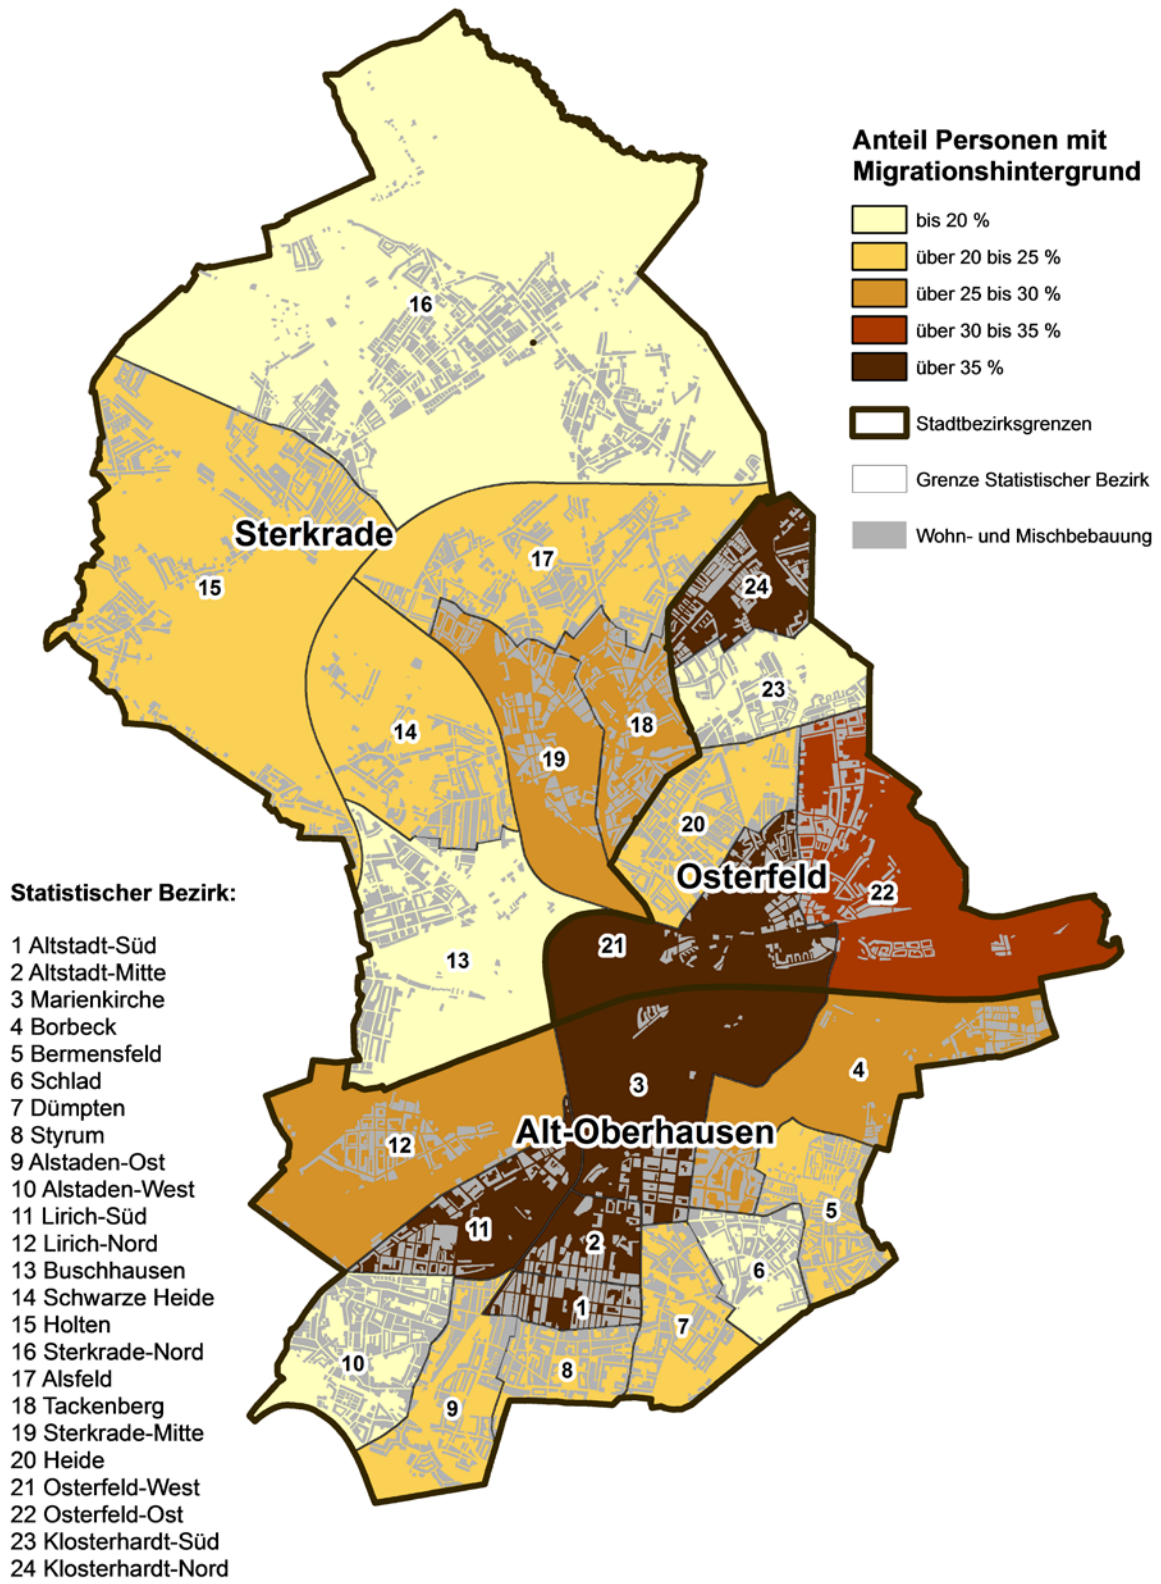 Anteil Personen mit
Migrationshintergrund
bis 20 %
über 20 bis 25 %
über 25 bis 30 %
über 30 bis 35 %
über 35 %
Stadtbezirksgrenzen
Grenze Statistischer Bezirk
Wohn- und Mischbebauung
16
Sterkrade
17
15
24
23
14
18
19
20
Osterfeld
22
21
13
3
4
Alt-Oberhausen
12
5
11
2
6
1
7
10
8
9
Statistischer Bezirk:
1 Altstadt-Süd
2 Altstadt-Mitte
3 Marienkirche
4 Borbeck
5 Bermensfeld
6 Schlad
7 Dümpten
8 Styrum
9 Alstaden-Ost
10 Alstaden-West
11 Lirich-Süd
12 Lirich-Nord
13 Buschhausen
14 Schwarze Heide
15 Holten
16 Sterkrade-Nord
17 Alsfeld
18 Tackenberg
19 Sterkrade-Mitte
20 Heide
21 Osterfeld-West
22 Osterfeld-Ost
23 Klosterhardt-Süd
24 Klosterhardt-Nord